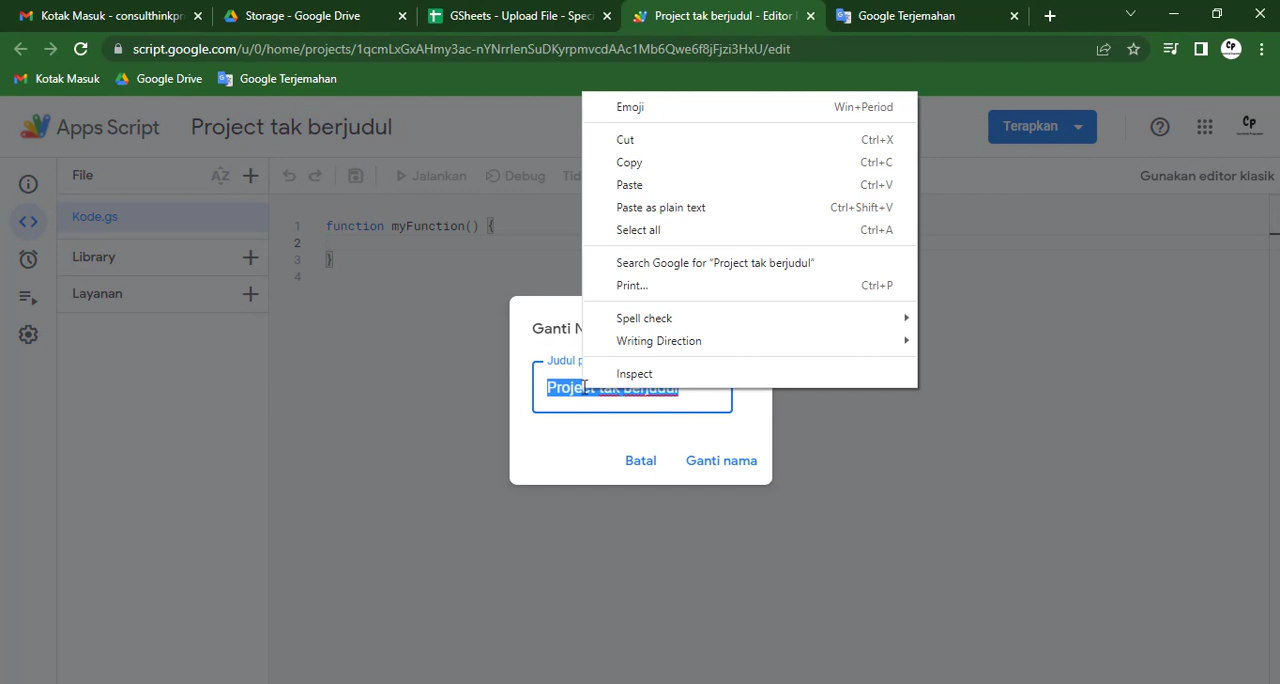 Kotak Masuk - consulthinkpr
Storage - Google Drive
GSheets - Upload File - Speci
Project tak berjudul - Editor
Google Terjemahan
script.google.com/u/0/home/projects/1qcmLxGxAHmy3ac-nYNrrlenSuDKyrpmvcdAAc1Mb6Qwe6f8jFjzi3HxU/edit
Kotak Masuk
Google Drive
Google Terjemahan
Apps Script
Project tak berjudul
Terapkan
File
Jalankan
Debug
Tid
Gunakan editor klasik
Kode.gs
Library
Layanan
1 function myFunction() {
2
3 }
4
Emoji Win+Period
Cut Ctrl+X
Copy Ctrl+C
Paste Ctrl+V
Paste as plain text Ctrl+Shift+V
Select all Ctrl+A
Search Google for “Project tak berjudul”
Print... Ctrl+P
Spell check
Writing Direction
Inspect
Ganti N
Judul p
Project tak berjudul
Batal
Ganti nama